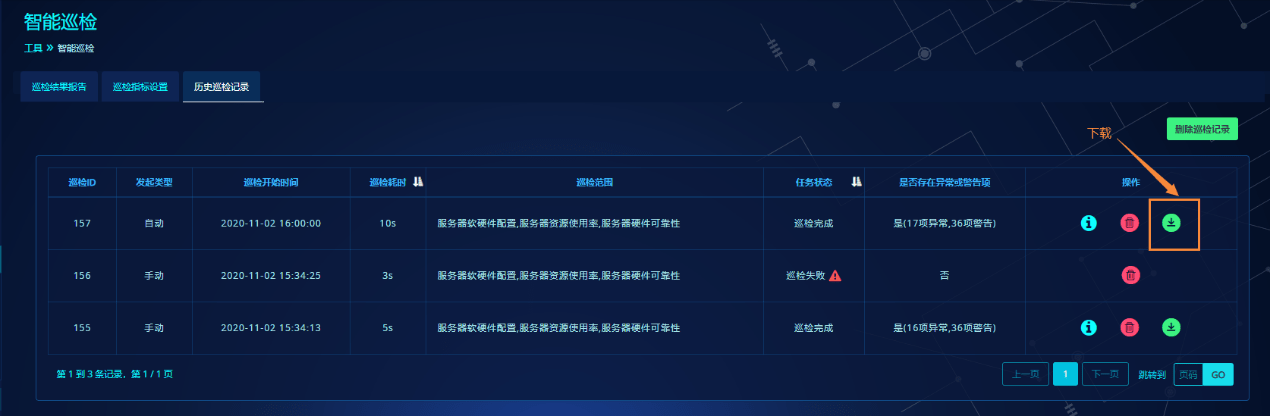 智能巡检
工具 » 智能巡检
巡检结果报告 巡检指标设置 历史巡检记录
下载 删除巡检记录
巡检ID 发起类型 巡检开始时间 巡检耗时 巡检范围 任务状态 是否存在异常或警告项 操作
157 自动 2020-11-02 16:00:00 10s 服务器软硬件配置,服务器资源使用率,服务器硬件可靠性 巡检完成 是(17项异常,36项警告)
156 手动 2020-11-02 15:34:25 3s 服务器软硬件配置,服务器资源使用率,服务器硬件可靠性 巡检失败 否
155 手动 2020-11-02 15:34:13 5s 服务器软硬件配置,服务器资源使用率,服务器硬件可靠性 巡检完成 是(16项异常,36项警告)
第 1 到 3 条记录, 第 1 / 1 页 上一页 1 下一页 跳转到 页码 GO